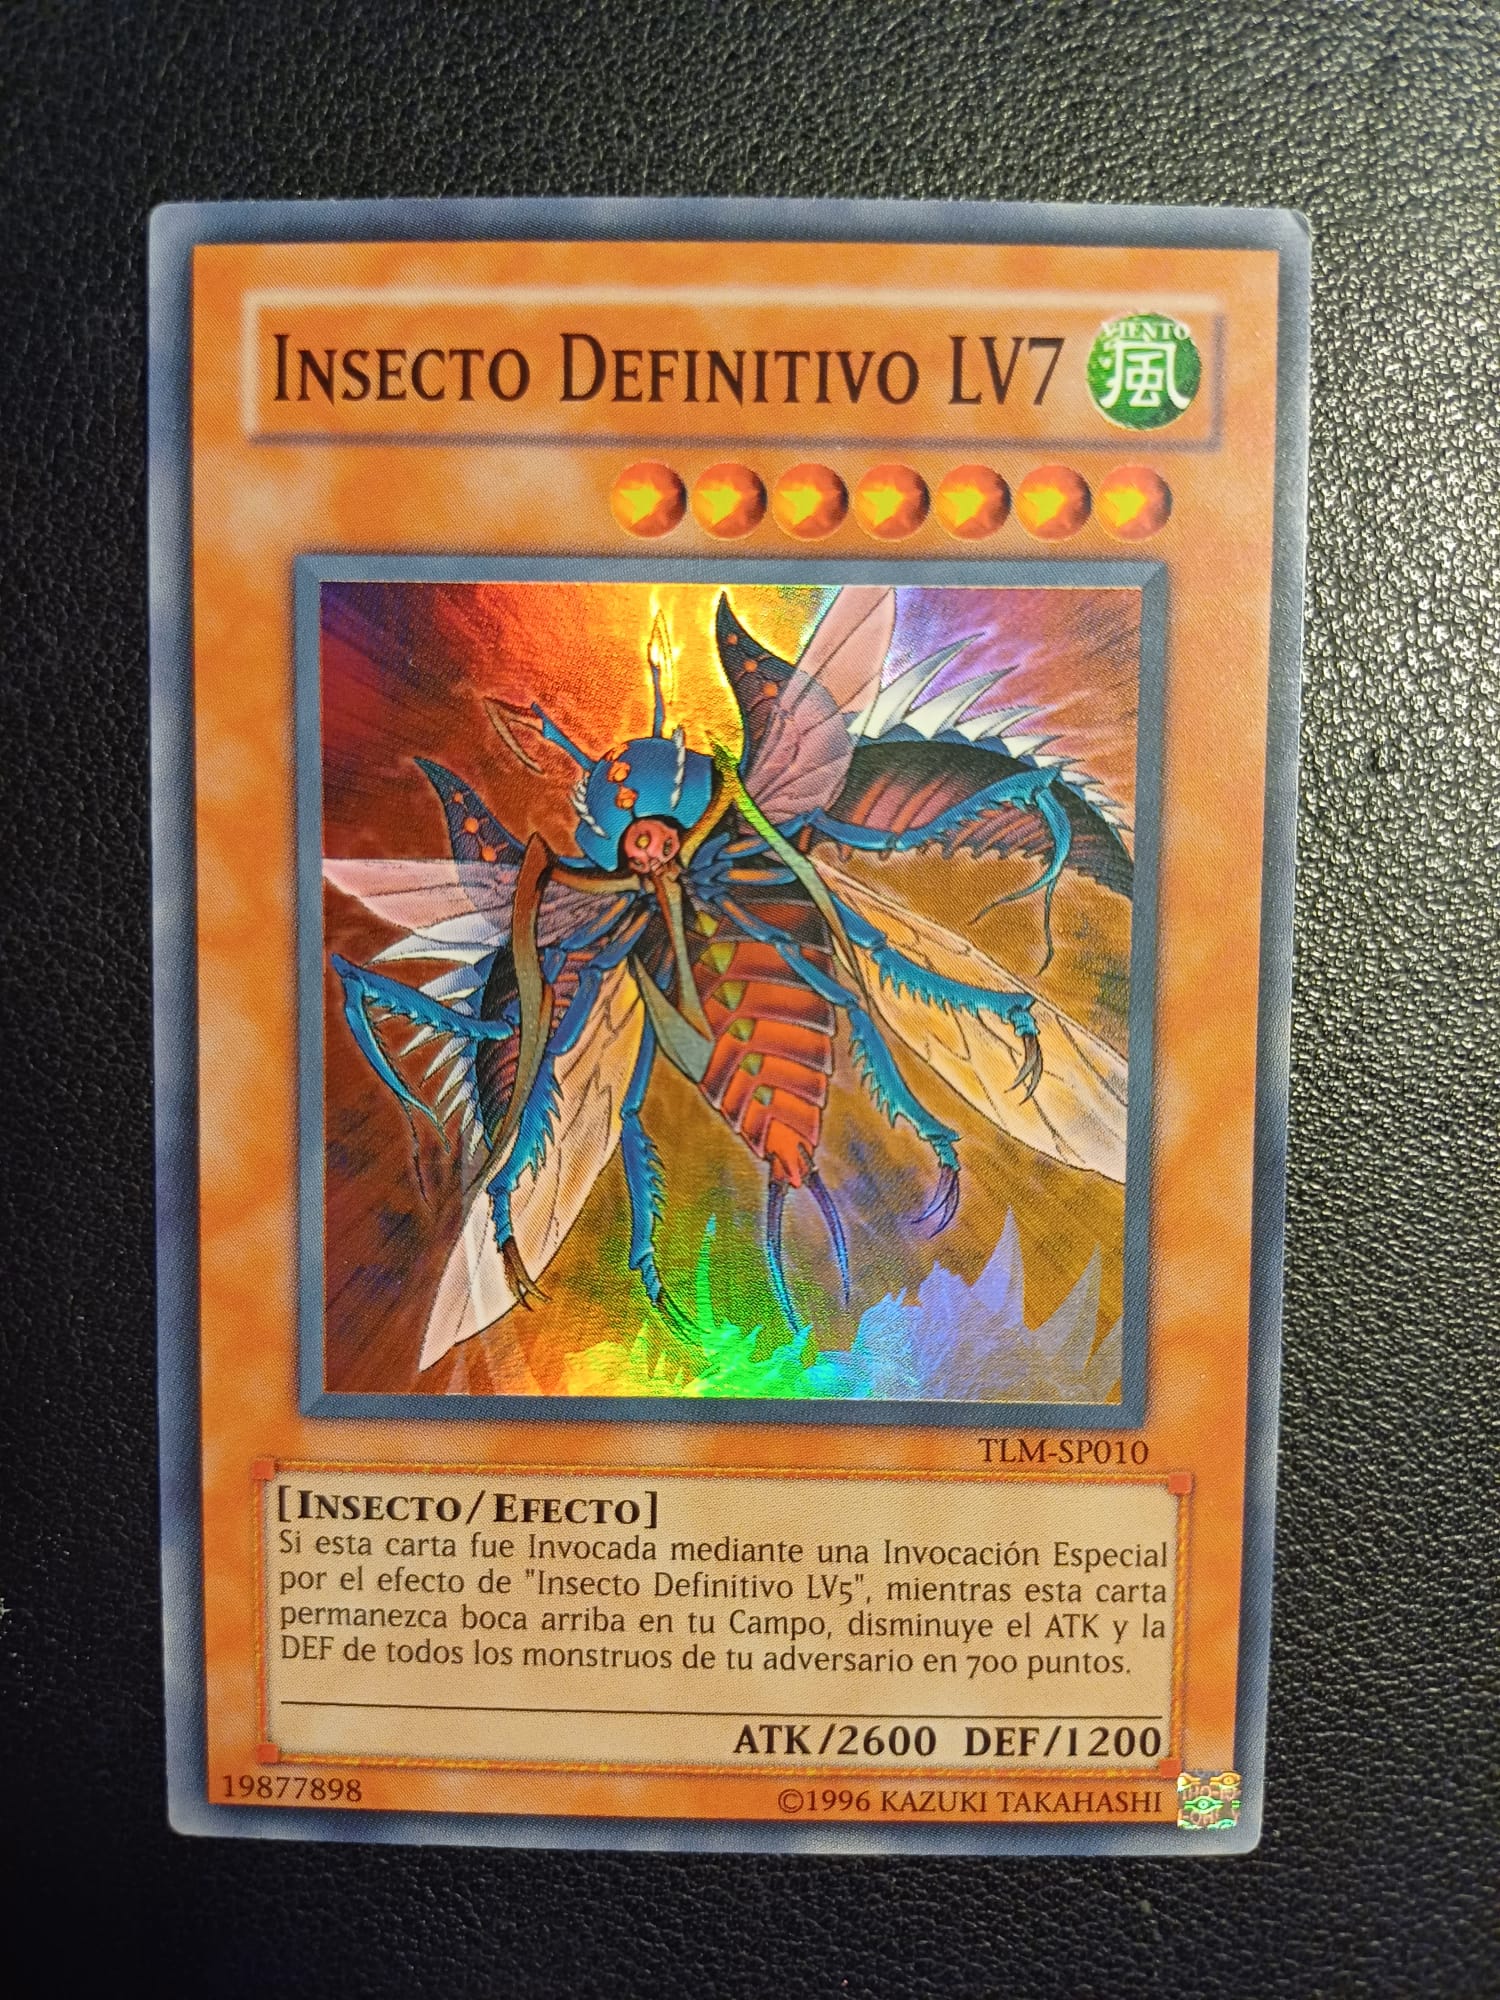 INSECTO DEFINITIVO LV7
VIENTO
風
TLM-SP010
[INSECTO/EFECTO]
Si esta carta fue Invocada mediante una Invocación Especial
por el efecto de "Insecto Definitivo LV5", mientras esta carta
permanezca boca arriba en tu Campo, disminuye el ATK y la
DEF de todos los monstruos de tu adversario en 700 puntos.
ATK/2600 DEF/1200
19877898
©1996 KAZUKI TAKAHASHI